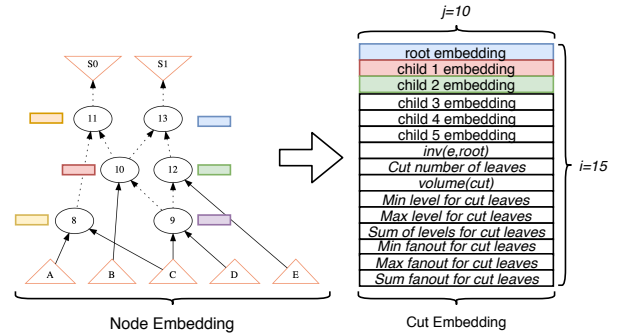 j=10
S0 S1
11 13
10 12
8 9
A B C D E
Node Embedding
root embedding
child 1 embedding
child 2 embedding
child 3 embedding
child 4 embedding
child 5 embedding
inv(e,root)
Cut number of leaves
volume(cut)
Min level for cut leaves
Max level for cut leaves
Sum of levels for cut leaves
Min fanout for cut leaves
Max fanout for cut leaves
Sum fanout for cut leaves
i=15
Cut Embedding